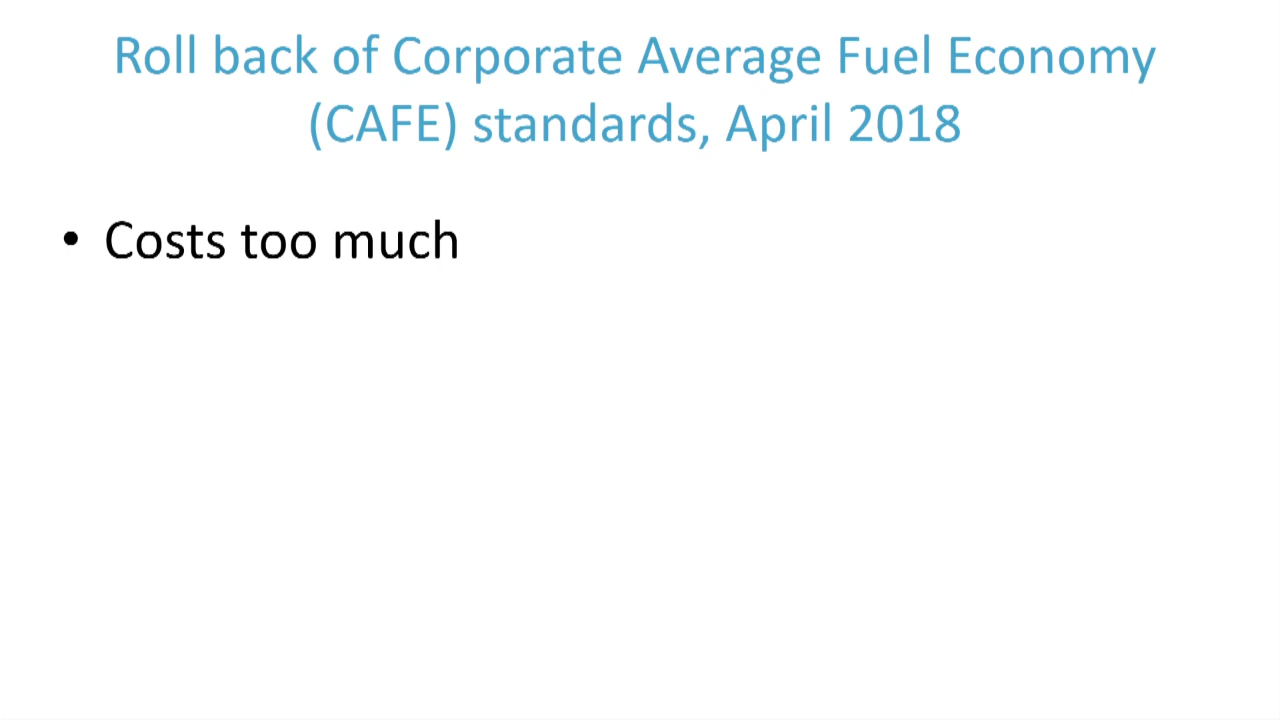 Roll back of Corporate Average Fuel Economy
(CAFE) standards, April 2018
• Costs too much